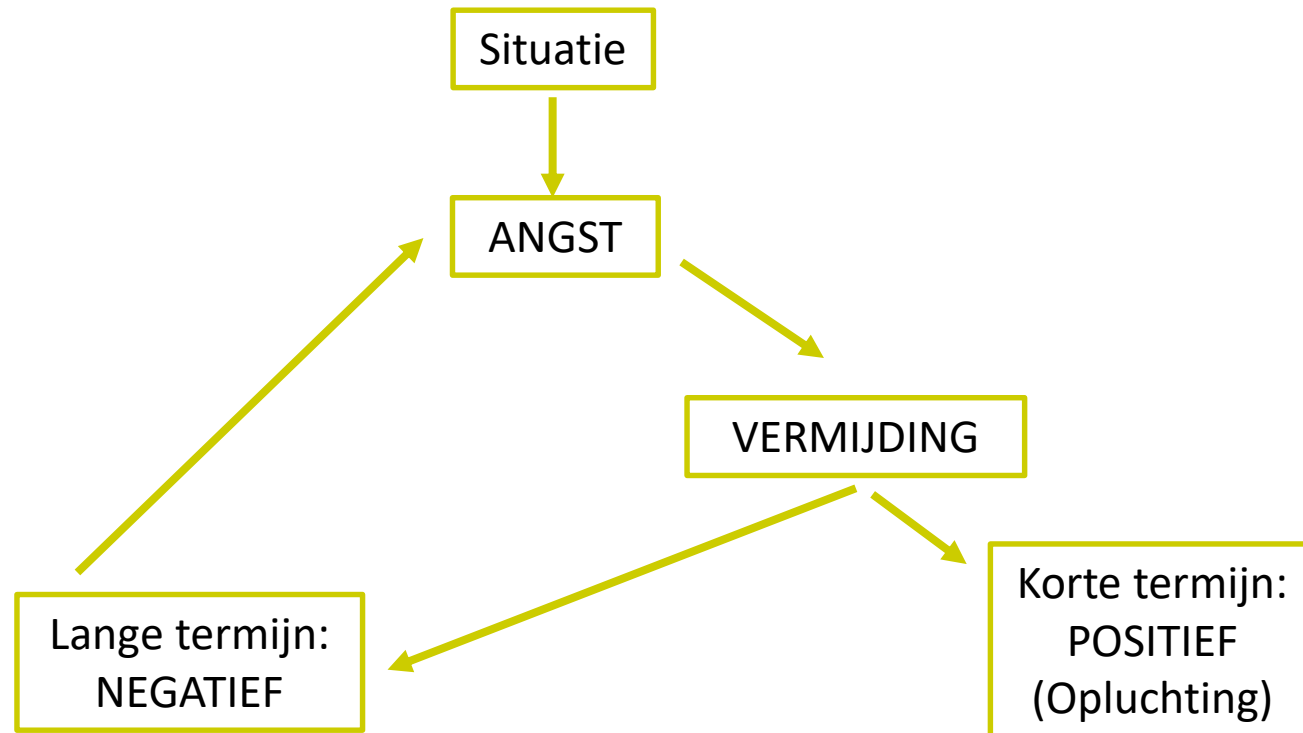 Situatie
ANGST
VERMIJDING
Korte termijn:
POSITIEF
(Opluchting)
Lange termijn:
NEGATIEF